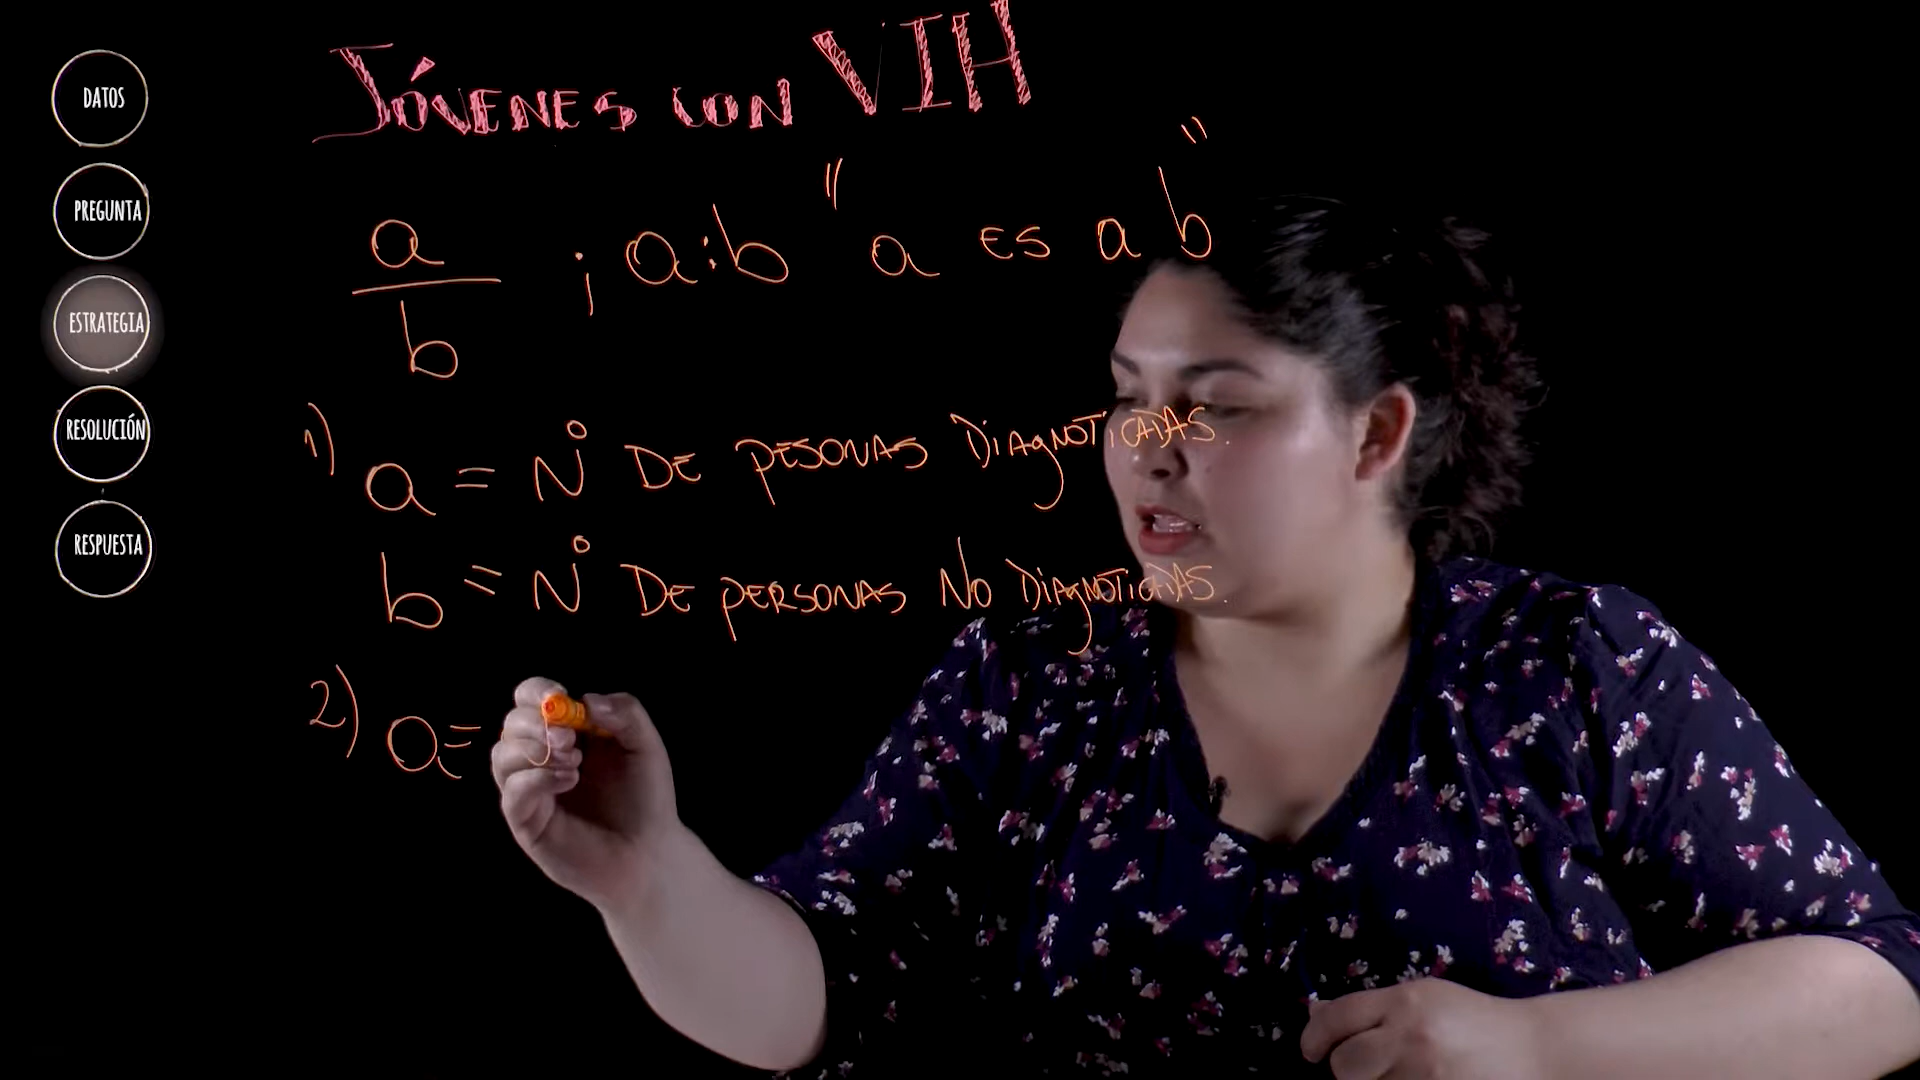 DATOS
PREGUNTA
ESTRATEGIA
RESOLUCIÓN
RESPUESTA
JÓVENES CON VIH
a/b ; a:b "a ES a b"
1) a = N° DE PESONAS DIAGNOTICADAS.
b = N° DE PERSONAS NO DIAGNOTICADAS.
2) a =